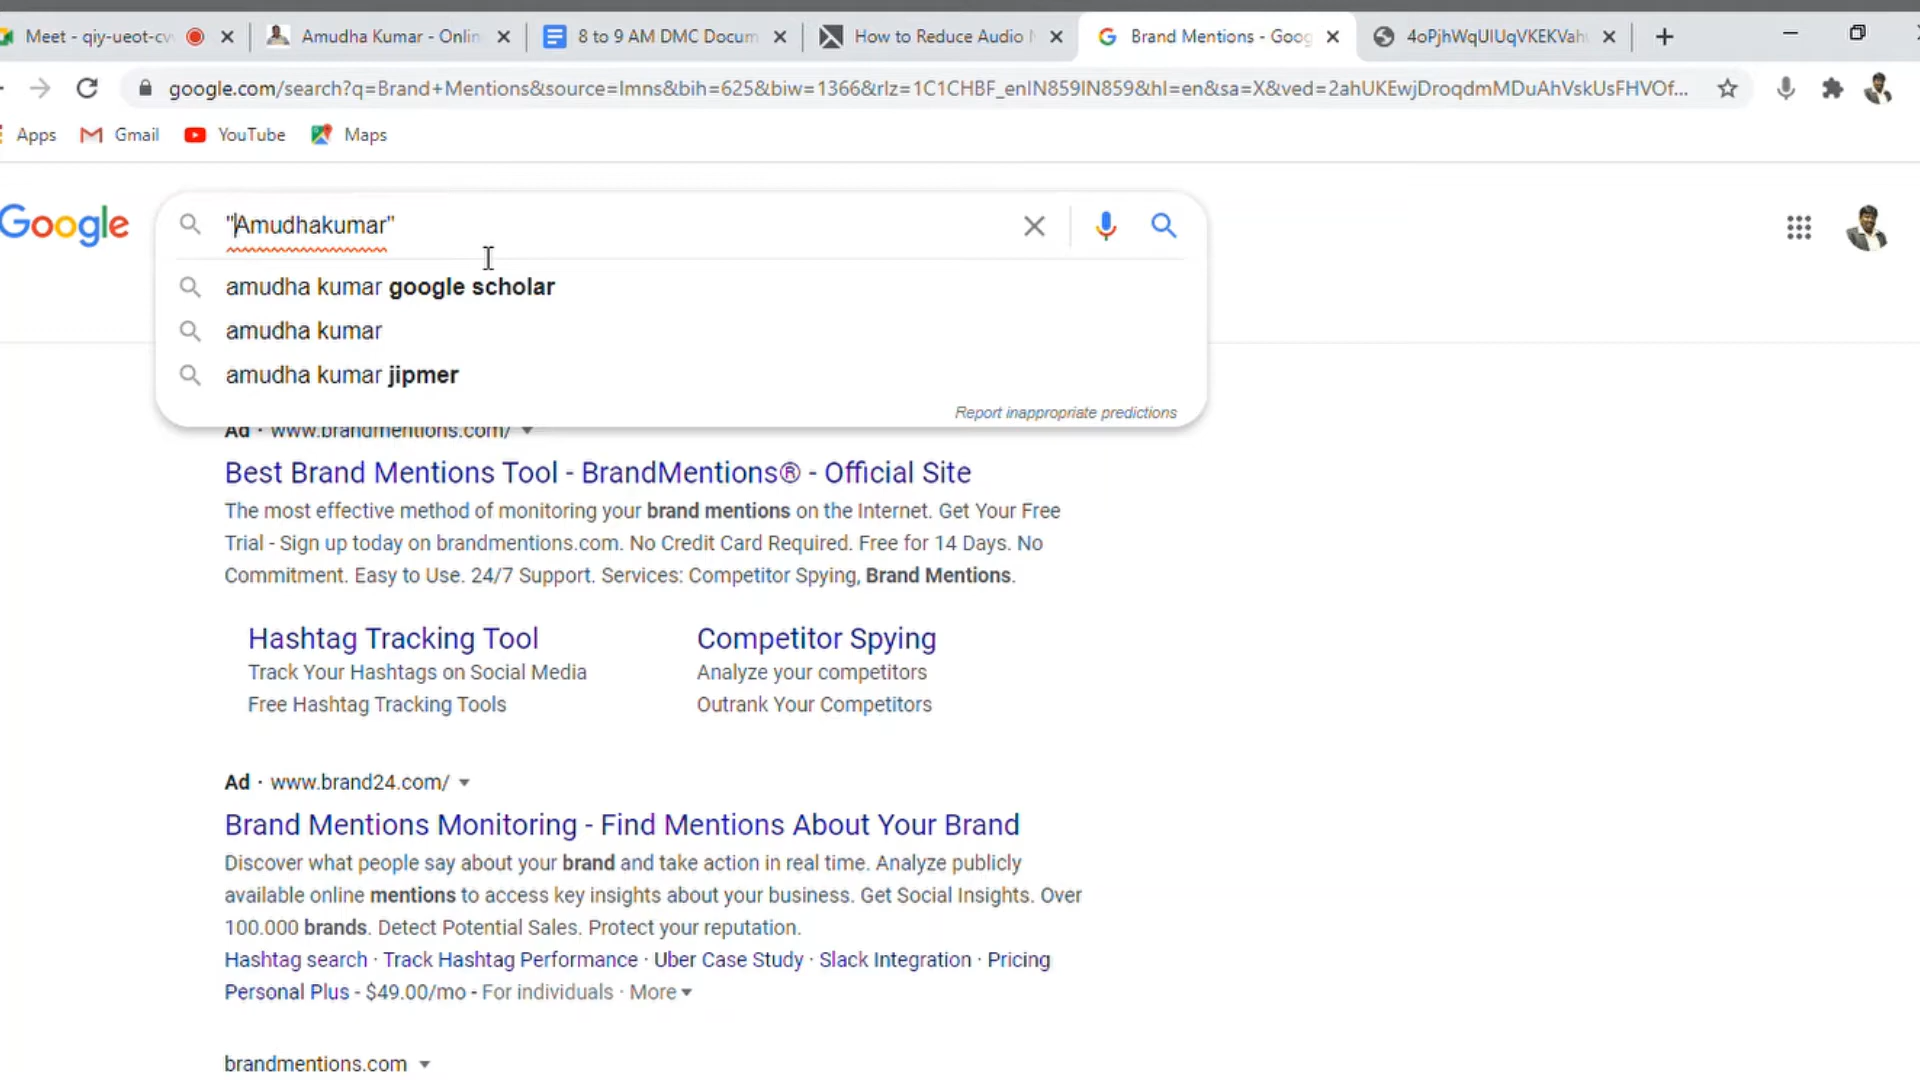 Meet - qiy-ueot-cv
Amudha Kumar - Onlin
8 to 9 AM DMC Docum
How to Reduce Audio
Brand Mentions - Goog
4oPjhWqUIUqVKEKVah
google.com/search?q=Brand+Mentions&source=lmns&bih=625&biw=1366&rlz=1C1CHBF_enIN859IN859&hl=en&sa=X&ved=2ahUKEwjDroqdmMDuAhVskUsFHVOf...
Apps Gmail YouTube Maps
Google
"Amudhakumar"
amudha kumar google scholar
amudha kumar
amudha kumar jipmer
Report inappropriate predictions
Ad · www.brandmentions.com/
Best Brand Mentions Tool - BrandMentions® - Official Site
The most effective method of monitoring your brand mentions on the Internet. Get Your Free
Trial - Sign up today on brandmentions.com. No Credit Card Required. Free for 14 Days. No
Commitment. Easy to Use. 24/7 Support. Services: Competitor Spying, Brand Mentions.
Hashtag Tracking Tool
Track Your Hashtags on Social Media
Free Hashtag Tracking Tools
Competitor Spying
Analyze your competitors
Outrank Your Competitors
Ad · www.brand24.com/
Brand Mentions Monitoring - Find Mentions About Your Brand
Discover what people say about your brand and take action in real time. Analyze publicly
available online mentions to access key insights about your business. Get Social Insights. Over
100.000 brands. Detect Potential Sales. Protect your reputation.
Hashtag search · Track Hashtag Performance · Uber Case Study · Slack Integration · Pricing
Personal Plus - $49.00/mo - For individuals · More
brandmentions.com